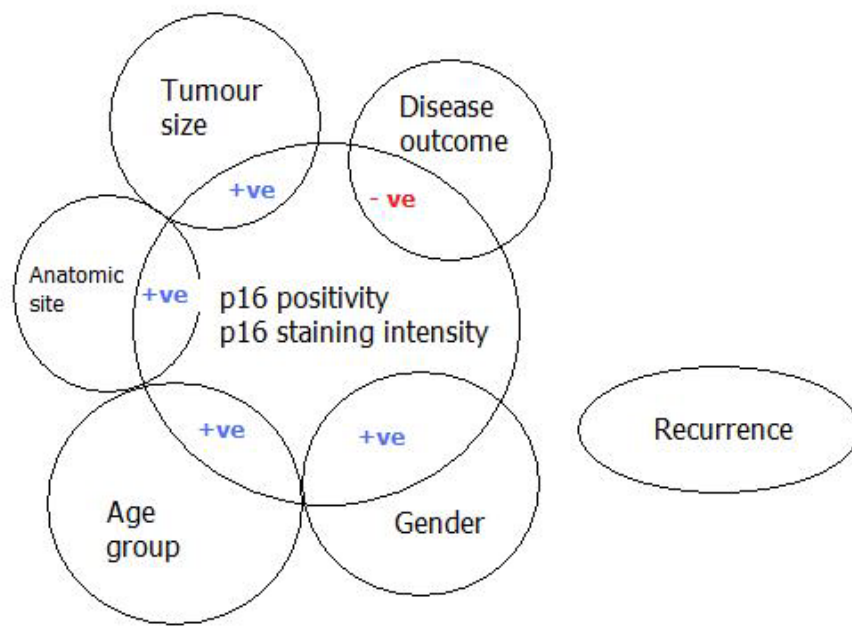 Tumour
size
Disease
outcome
+ve
- ve
Anatomic
site
+ve
p16 positivity
p16 staining intensity
+ve
+ve
Recurrence
Age
group
Gender